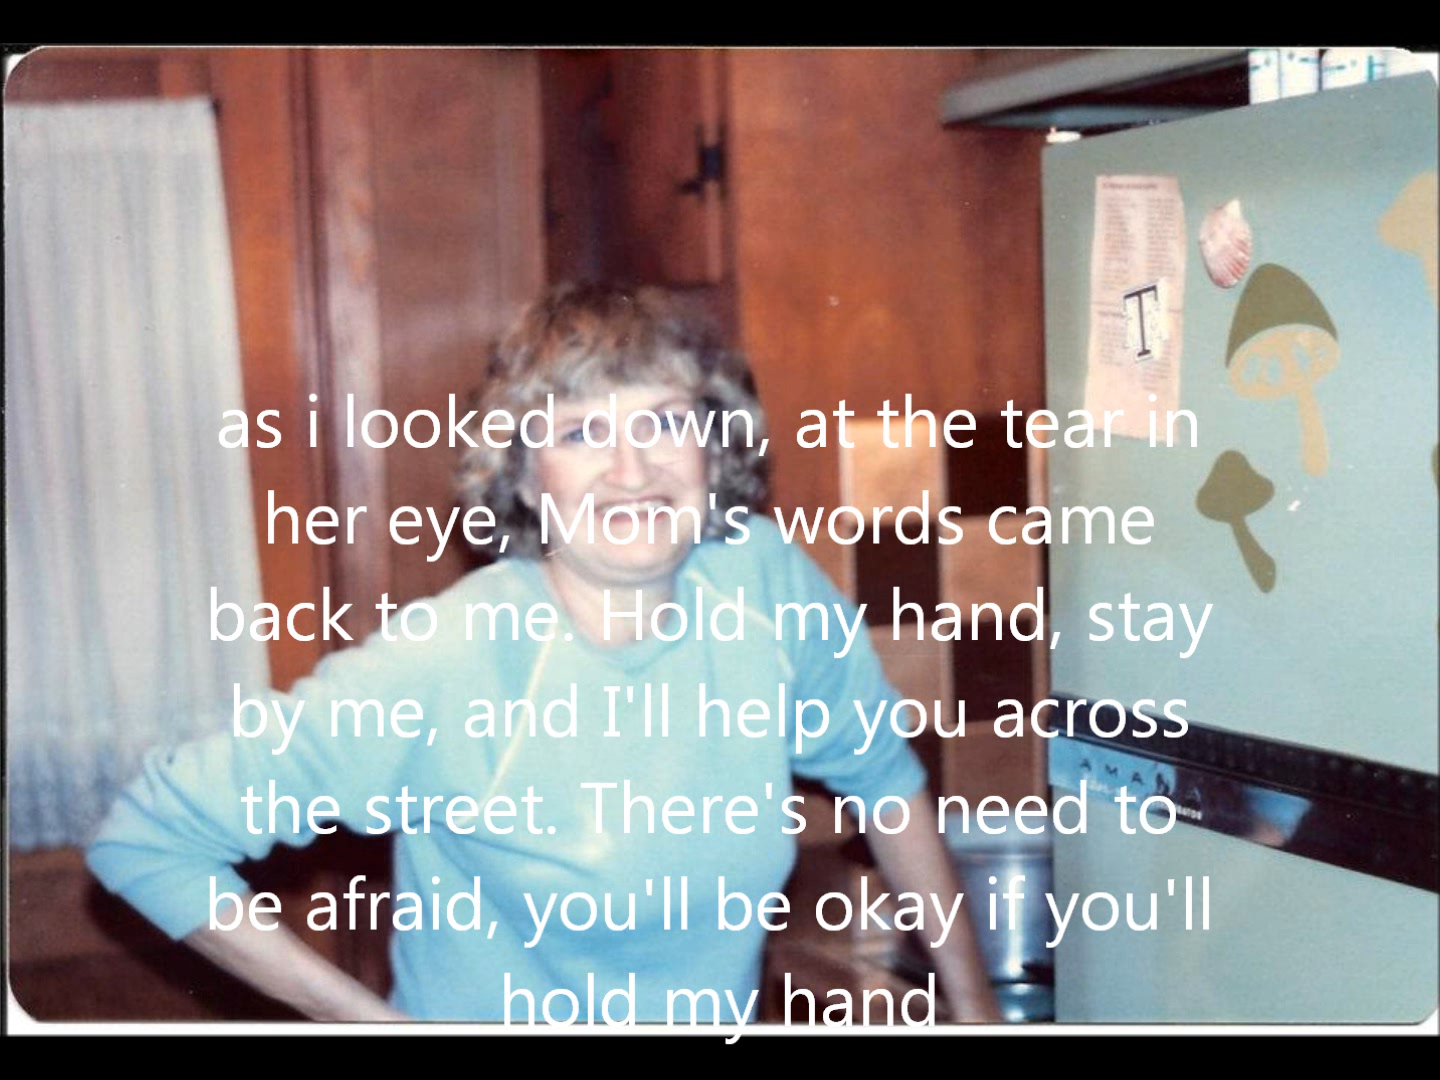 as i looked down, at the tear in
her eye, Mom's words came
back to me. Hold my hand, stay
by me, and I'll help you across
the street. There's no need to
be afraid, you'll be okay if you'll
hold my hand
T
AMANA